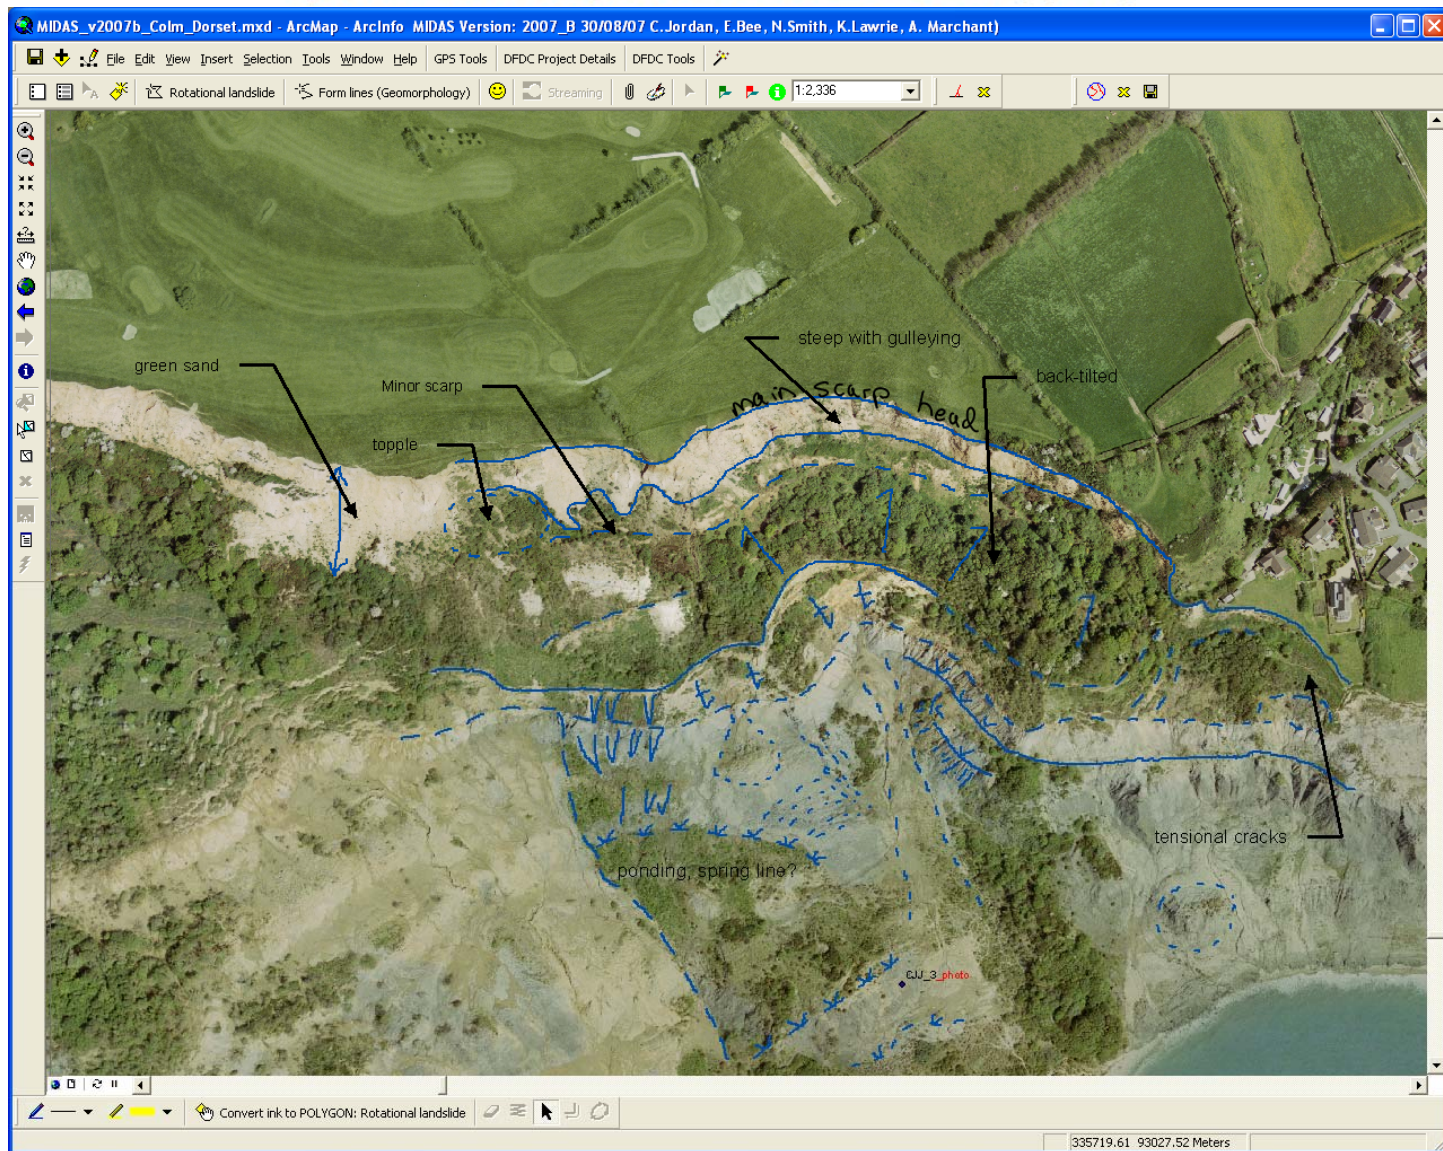 MIDAS_v2007b_Colm_Dorset.mxd - ArcMap - ArcInfo MIDAS Version: 2007_B 30/08/07 C.Jordan, E.Bee, N.Smith, K.Lawrie, A. Marchant)
File Edit View Insert Selection Tools Window Help GPS Tools DFDC Project Details DFDC Tools
Rotational landslide Form lines (Geomorphology) Streaming 1:2,336
steep with gulleying
green sand
back-tilted
Minor scarp
main scarp head
topple
tensional cracks
ponding, spring line?
CJJ_3_photo
Convert ink to POLYGON: Rotational landslide
335719.61 93027.52 Meters